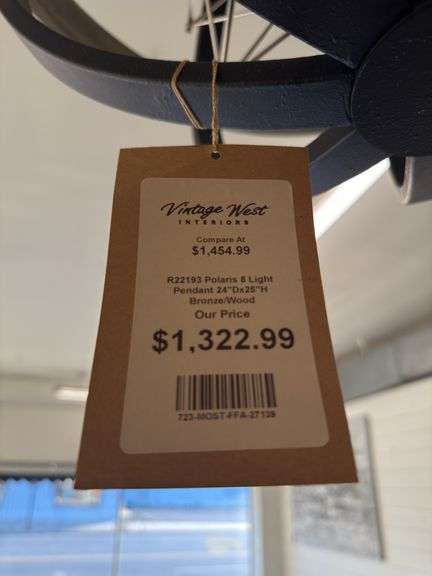 Vintage West
INTERIORS
Compare At
$1,454.99
R22193 Polaris 8 Light
Pendant 24"Dx25"H
Bronze/Wood
Our Price
$1,322.99
723-MOST-FFA-27139